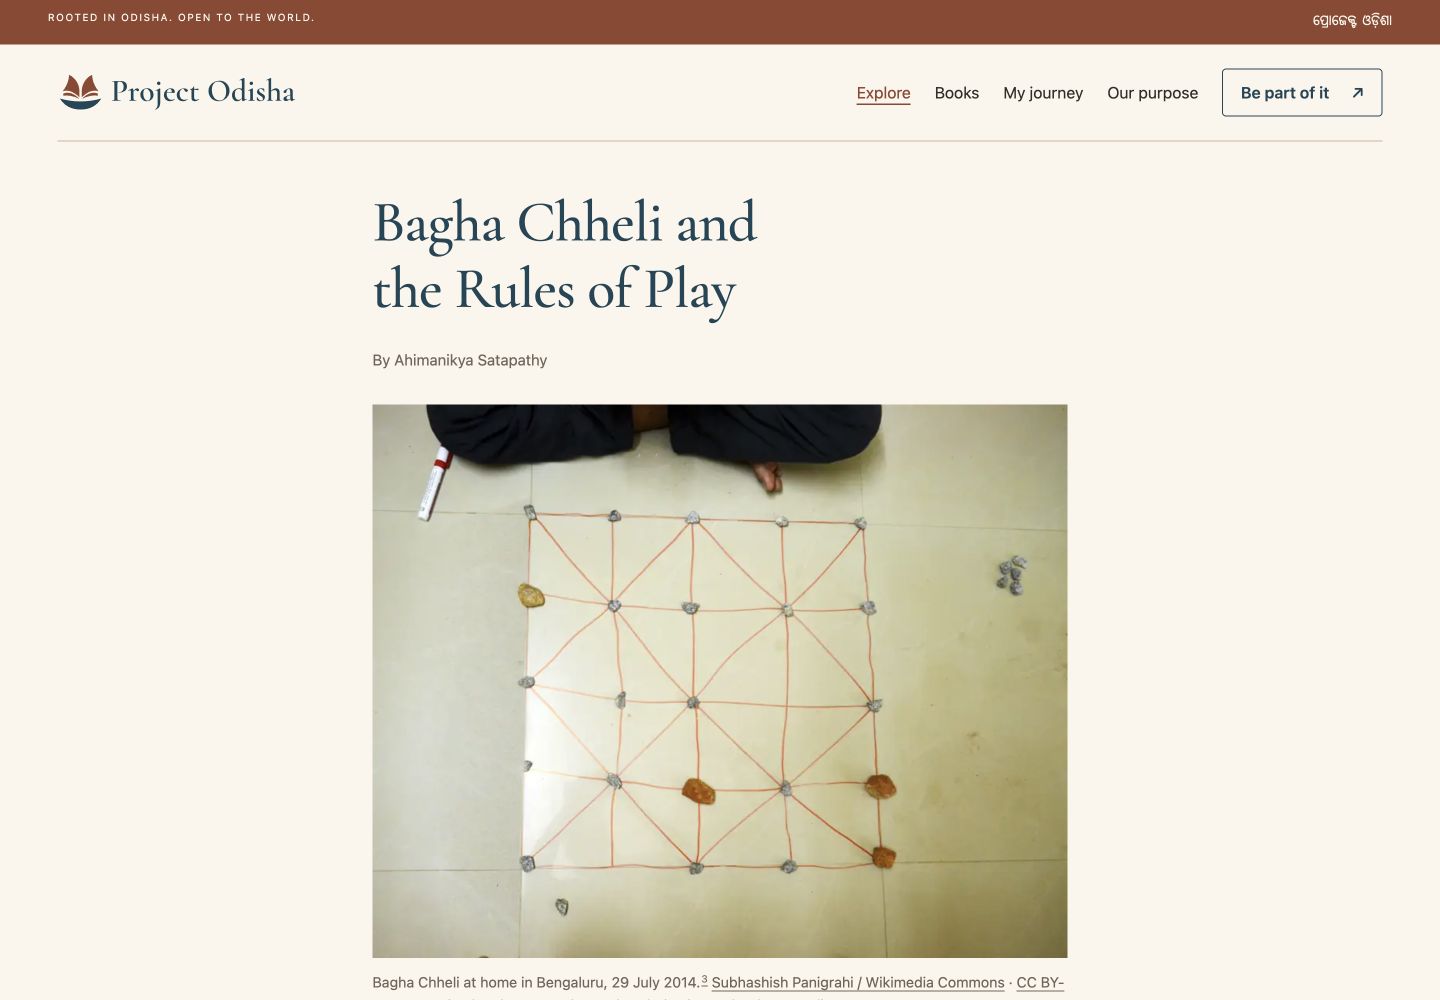 ROOTED IN ODISHA. OPEN TO THE WORLD.
ପ୍ରୋଜେକ୍ଟ ଓଡ଼ିଶା
Project Odisha
Explore
Books
My journey
Our purpose
Be part of it
Bagha Chheli and
the Rules of Play
By Ahimanikya Satapathy
Bagha Chheli at home in Bengaluru, 29 July 2014.3 Subhashish Panigrahi / Wikimedia Commons · CC BY-